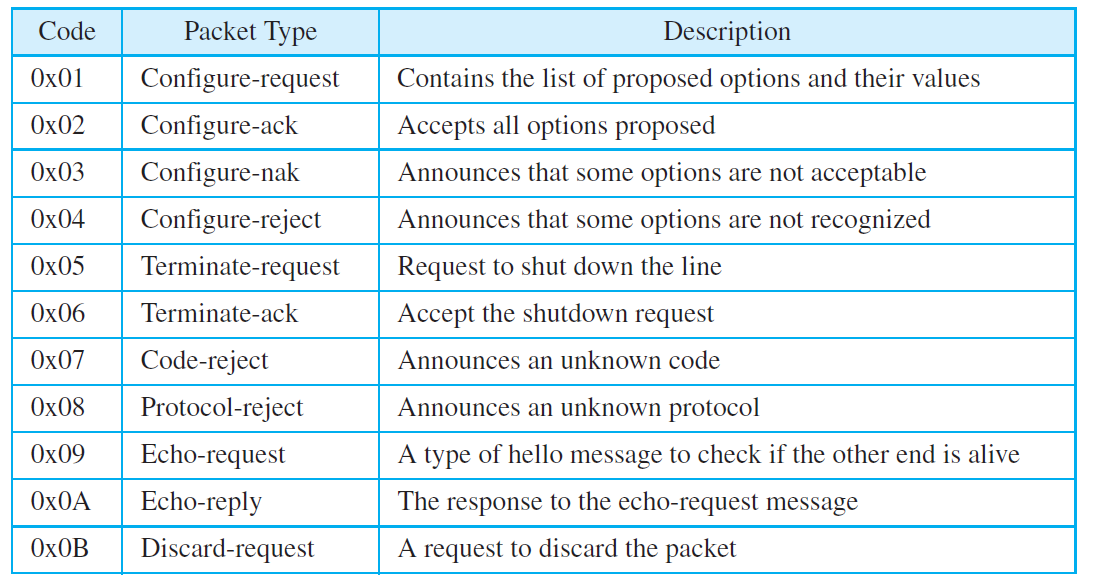 Code Packet Type Description
0x01 Configure-request Contains the list of proposed options and their values
0x02 Configure-ack Accepts all options proposed
0x03 Configure-nak Announces that some options are not acceptable
0x04 Configure-reject Announces that some options are not recognized
0x05 Terminate-request Request to shut down the line
0x06 Terminate-ack Accept the shutdown request
0x07 Code-reject Announces an unknown code
0x08 Protocol-reject Announces an unknown protocol
0x09 Echo-request A type of hello message to check if the other end is alive
0x0A Echo-reply The response to the echo-request message
0x0B Discard-request A request to discard the packet